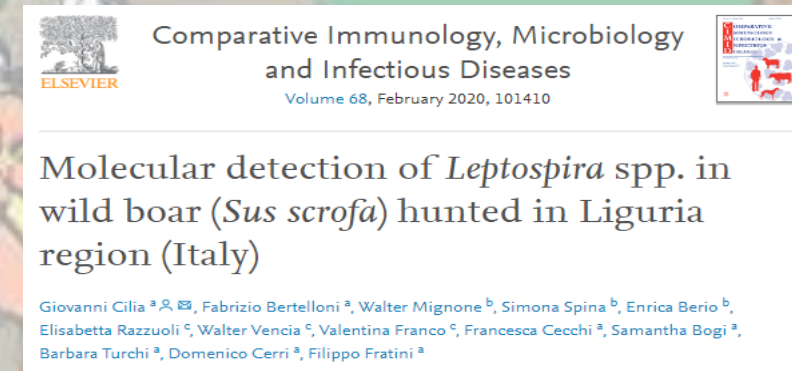 Comparative Immunology, Microbiology
and Infectious Diseases
ELSEVIER
Volume 68, February 2020, 101410
Molecular detection of Leptospira spp. in
wild boar (Sus scrofa) hunted in Liguria
region (Italy)
Giovanni Cilia a, Fabrizio Bertelloni a, Walter Mignone b, Simona Spina b, Enrica Berio b,
Elisabetta Razzuoli c, Walter Vencia c, Valentina Franco c, Francesca Cecchi a, Samantha Bogi a,
Barbara Turchi a, Domenico Cerri a, Filippo Fratini a